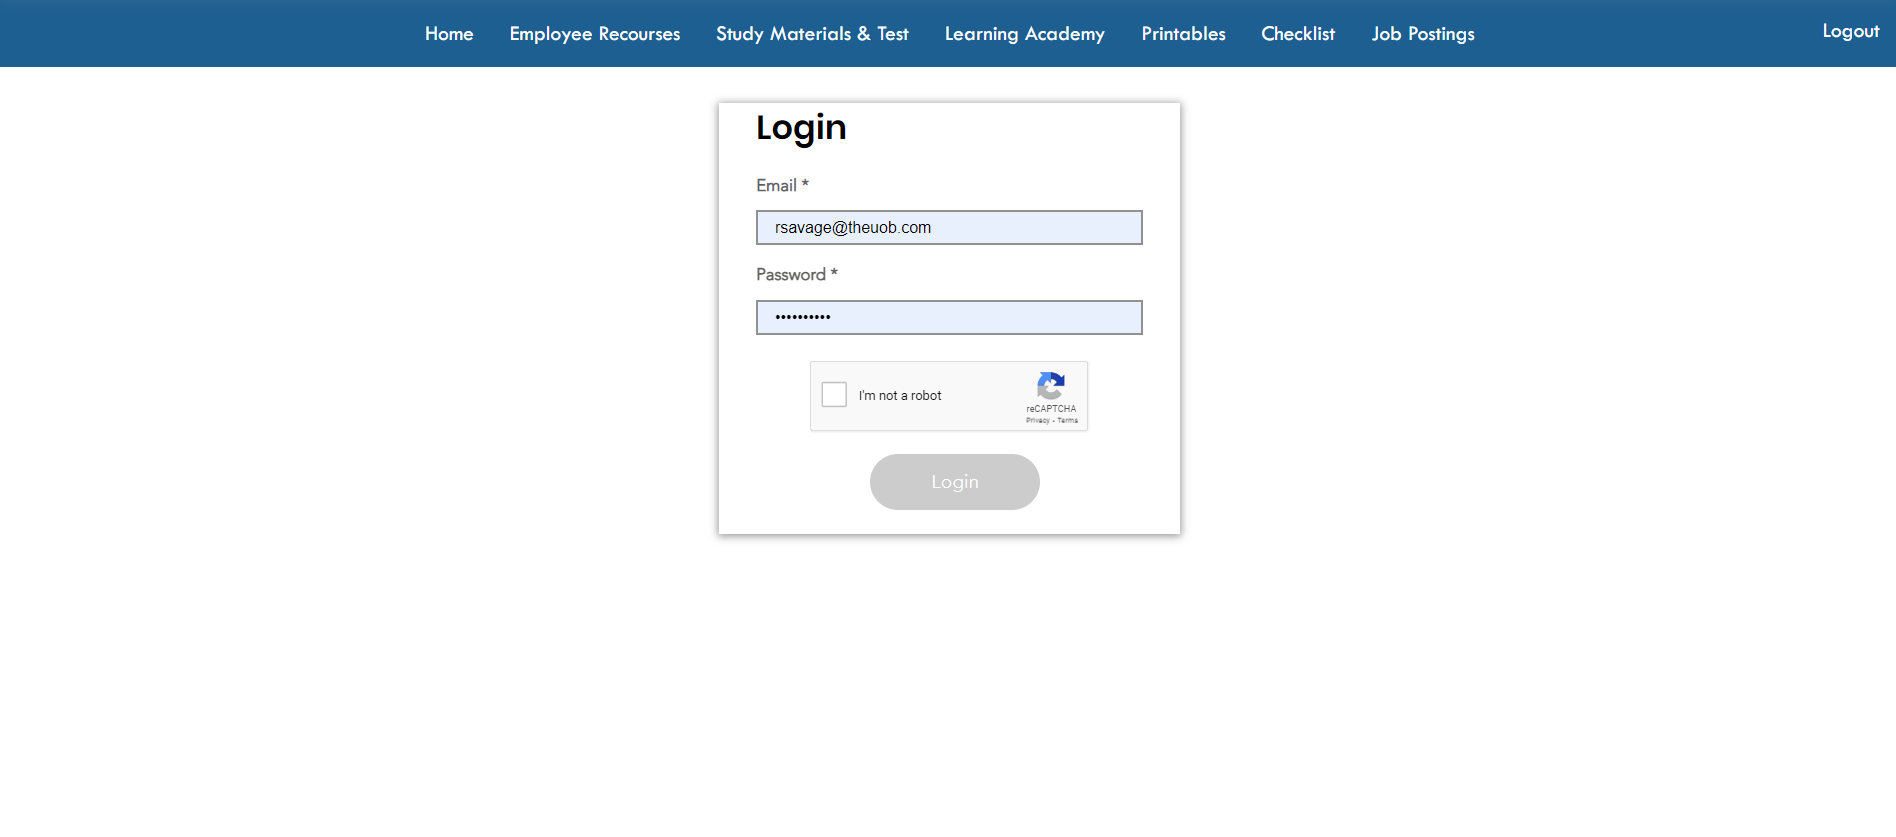 Home Employee Recourses Study Materials & Test Learning Academy Printables Checklist Job Postings Logout
Login
Email *
rsavage@theuob.com
Password *
••••••••••
I'm not a robot
reCAPTCHA
Privacy - Terms
Login